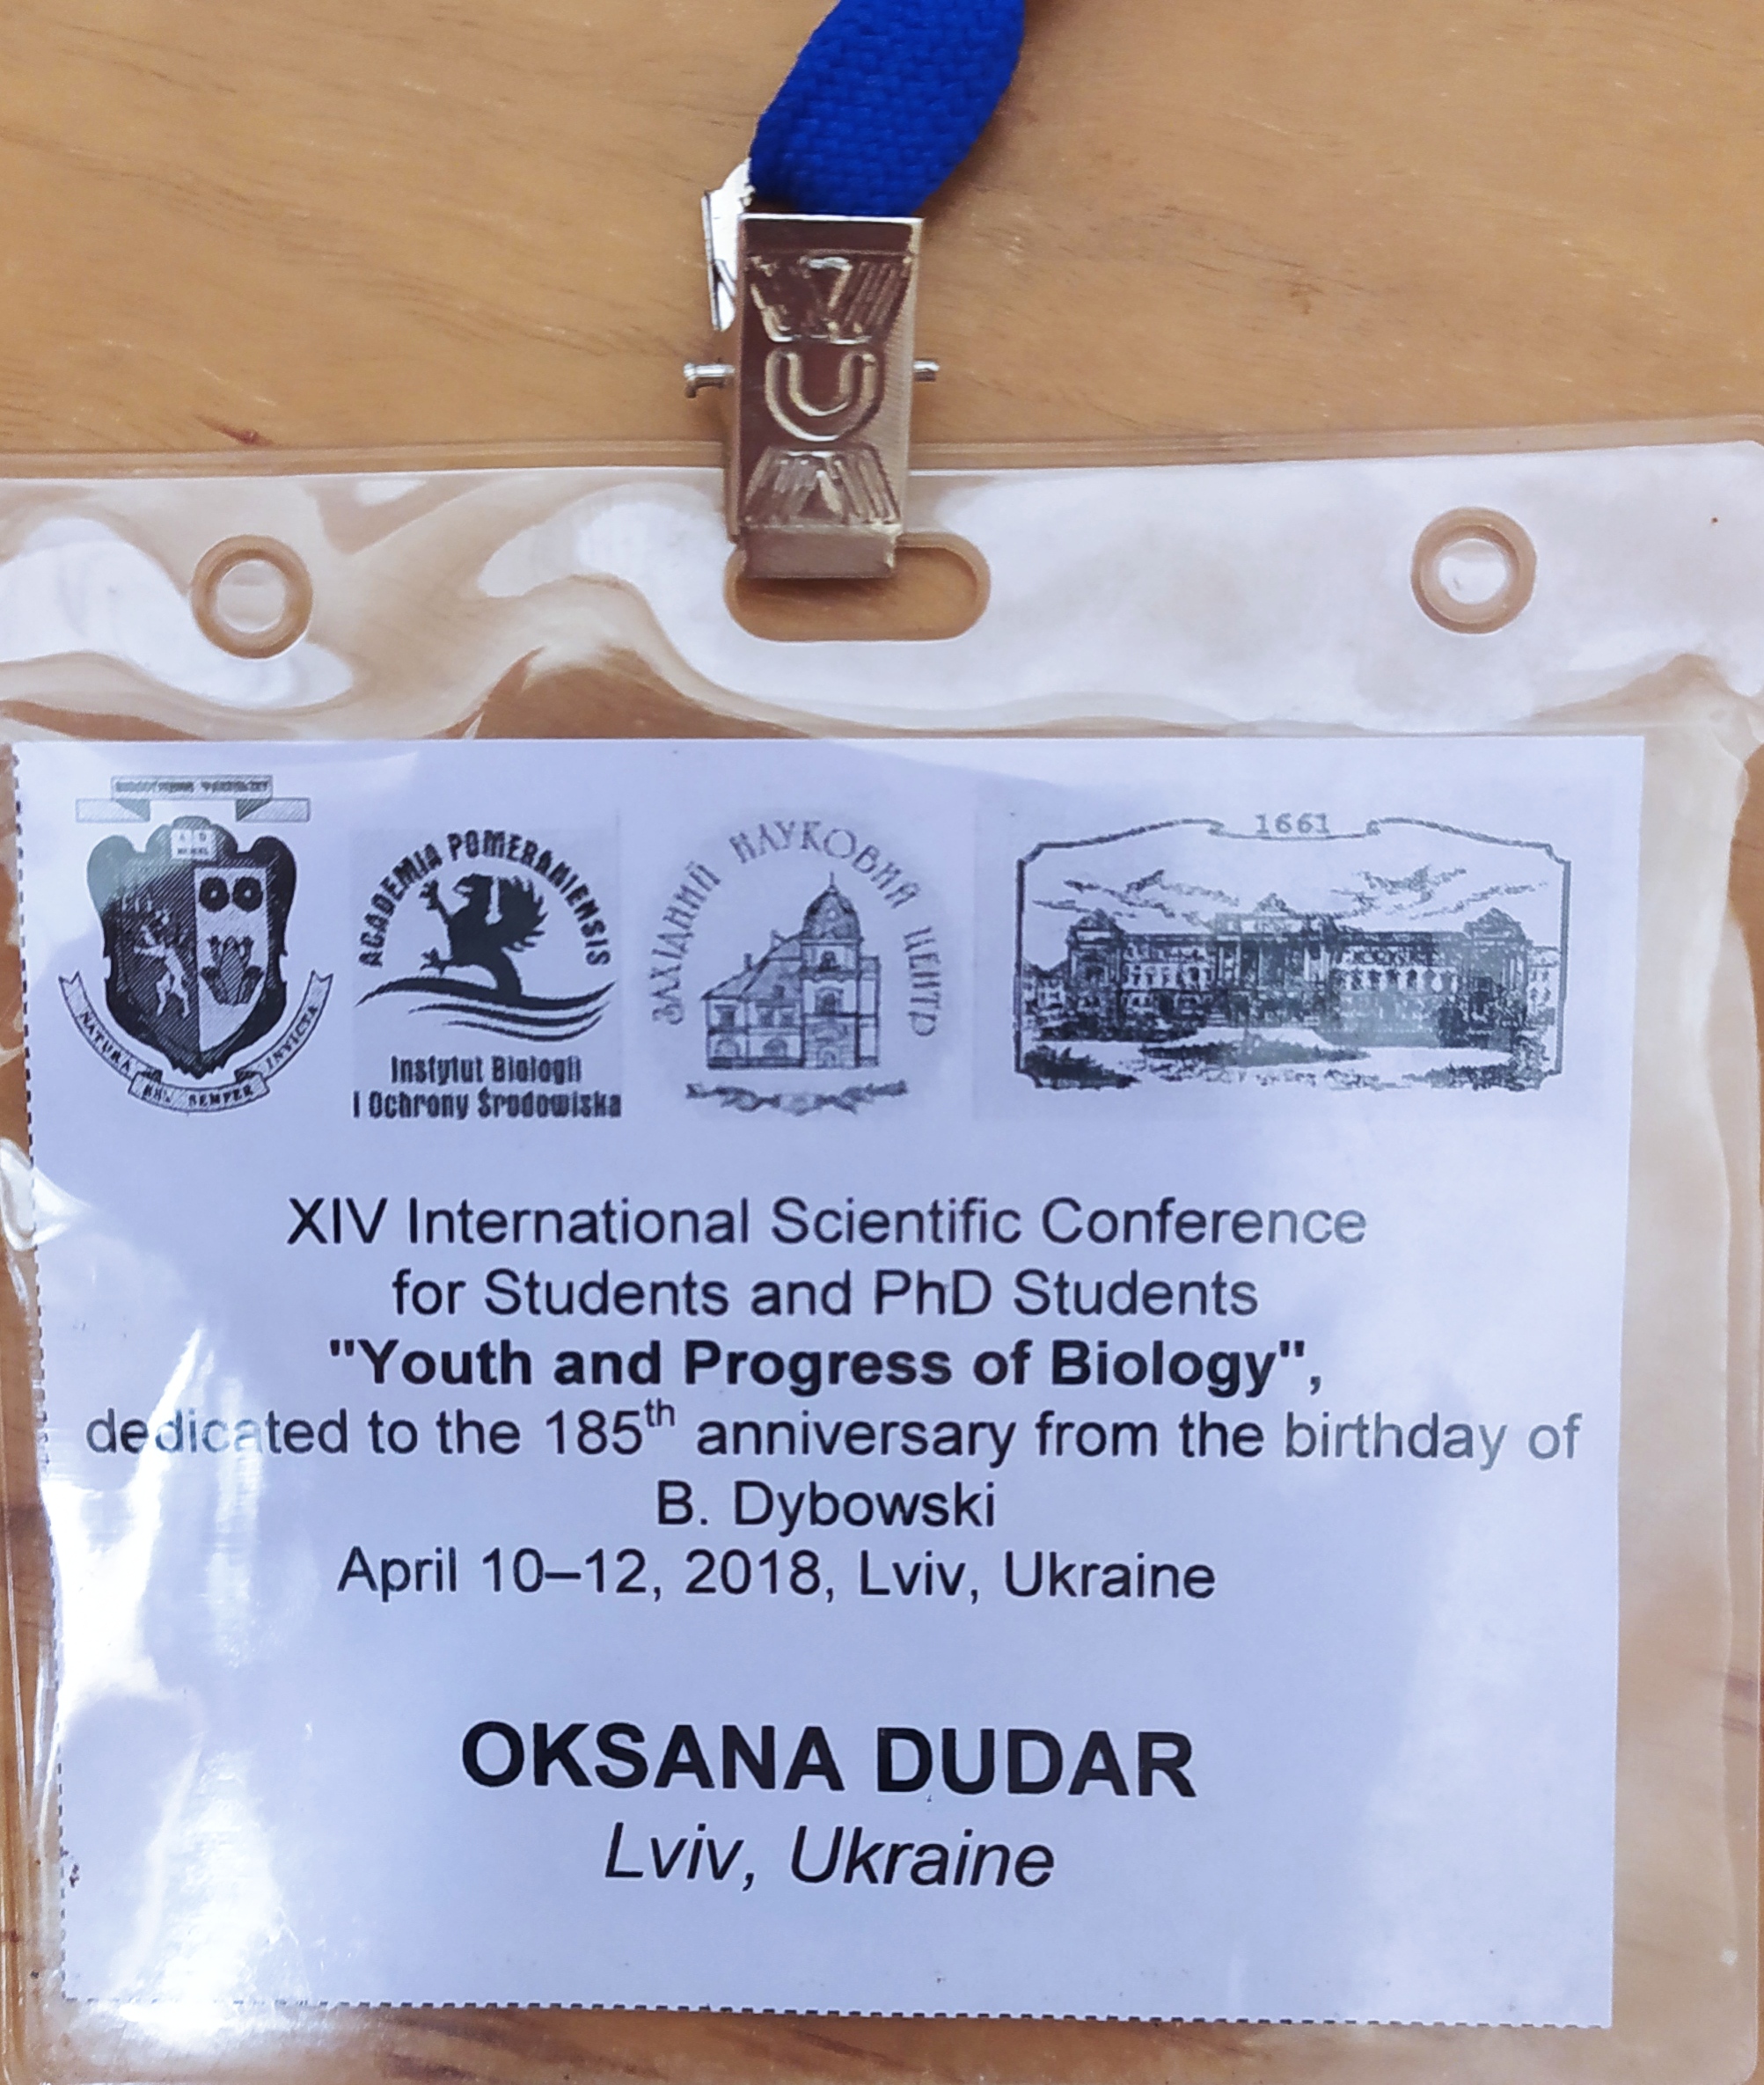 NATURA
SEMPER
INVICTA
ACADEMIA POMERANIENSIS
Instytut Biologii
i Ochrony Środowiska
ЗАХІДНИЙ НАУКОВИЙ ЦЕНТР
1661
XIV International Scientific Conference
for Students and PhD Students
"Youth and Progress of Biology",
dedicated to the 185th anniversary from the birthday of
B. Dybowski
April 10–12, 2018, Lviv, Ukraine
OKSANA DUDAR
Lviv, Ukraine